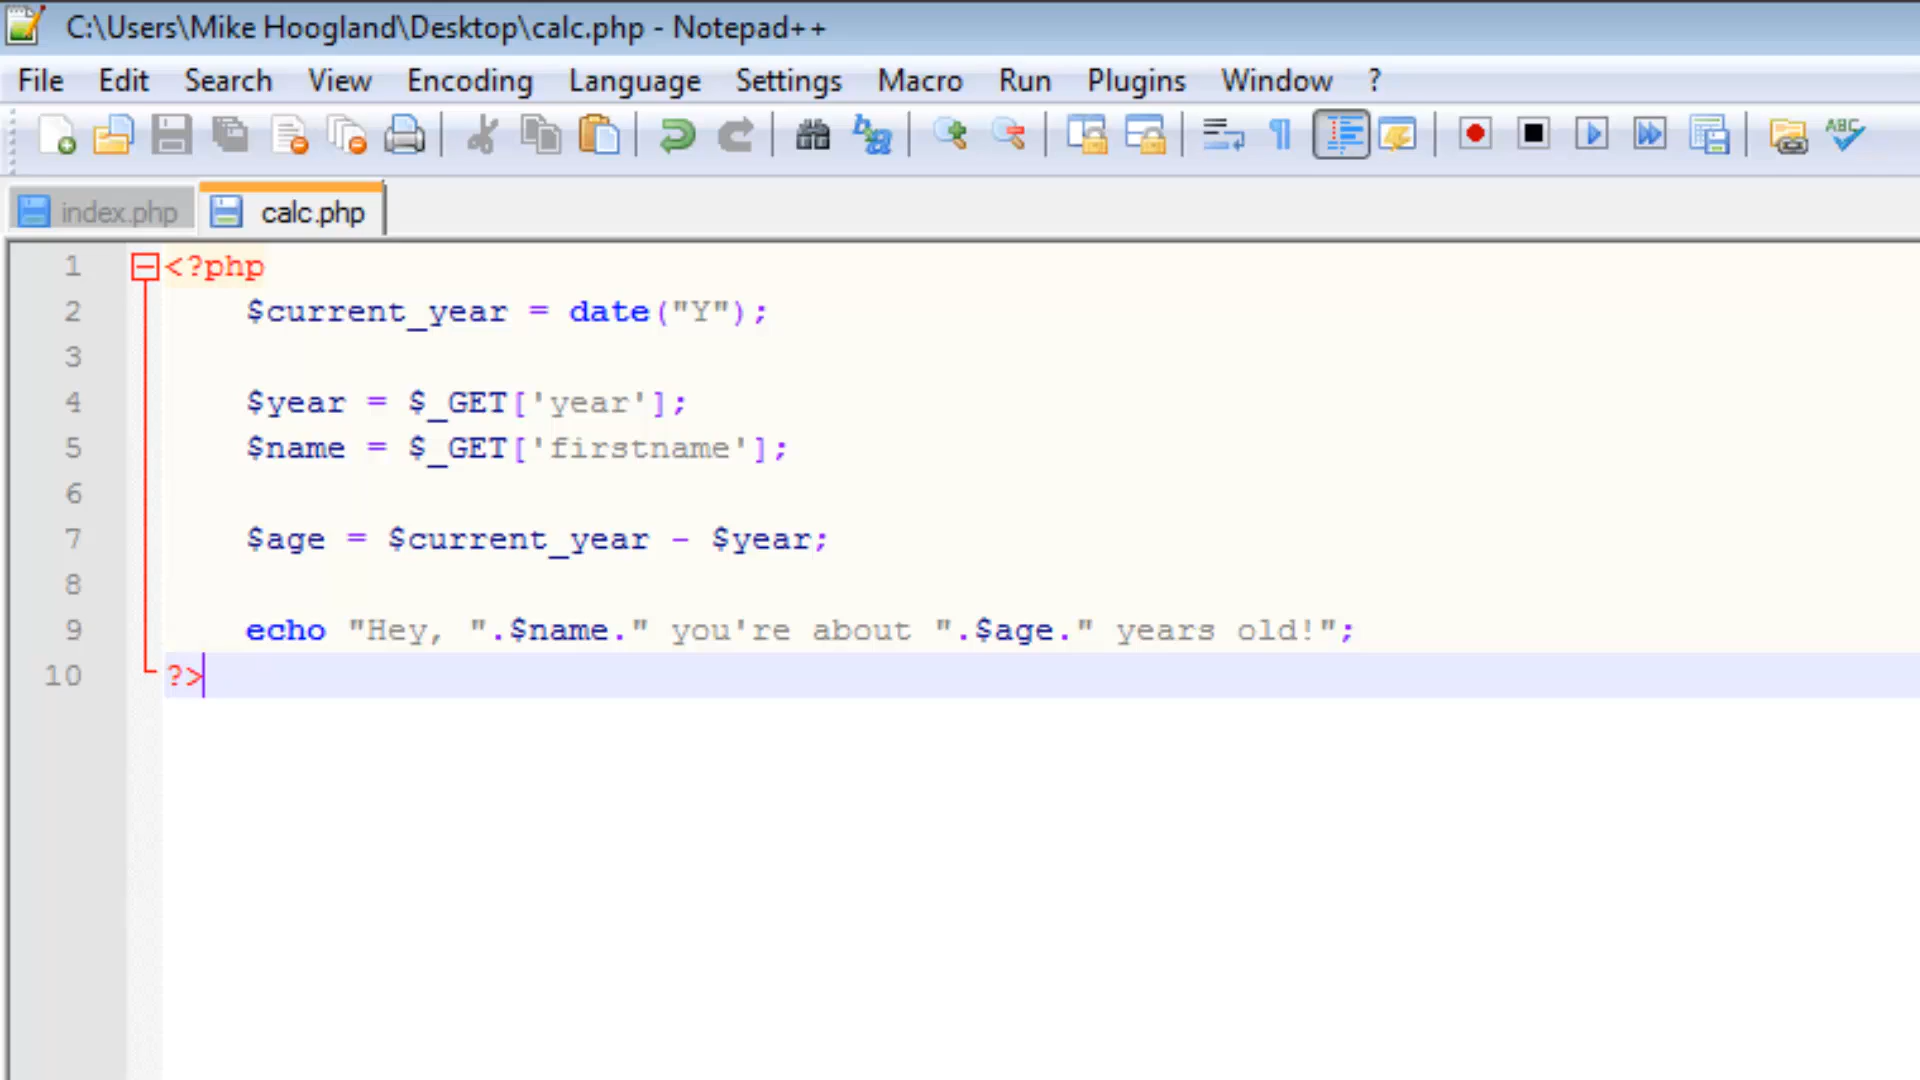 C:\Users\Mike Hoogland\Desktop\calc.php - Notepad++
File Edit Search View Encoding Language Settings Macro Run Plugins Window ?
index.php calc.php
1 <?php
2 $current_year = date("Y");
3
4 $year = $_GET['year'];
5 $name = $_GET['firstname'];
6
7 $age = $current_year - $year;
8
9 echo "Hey, ".$name." you're about ".$age." years old!";
10 ?>